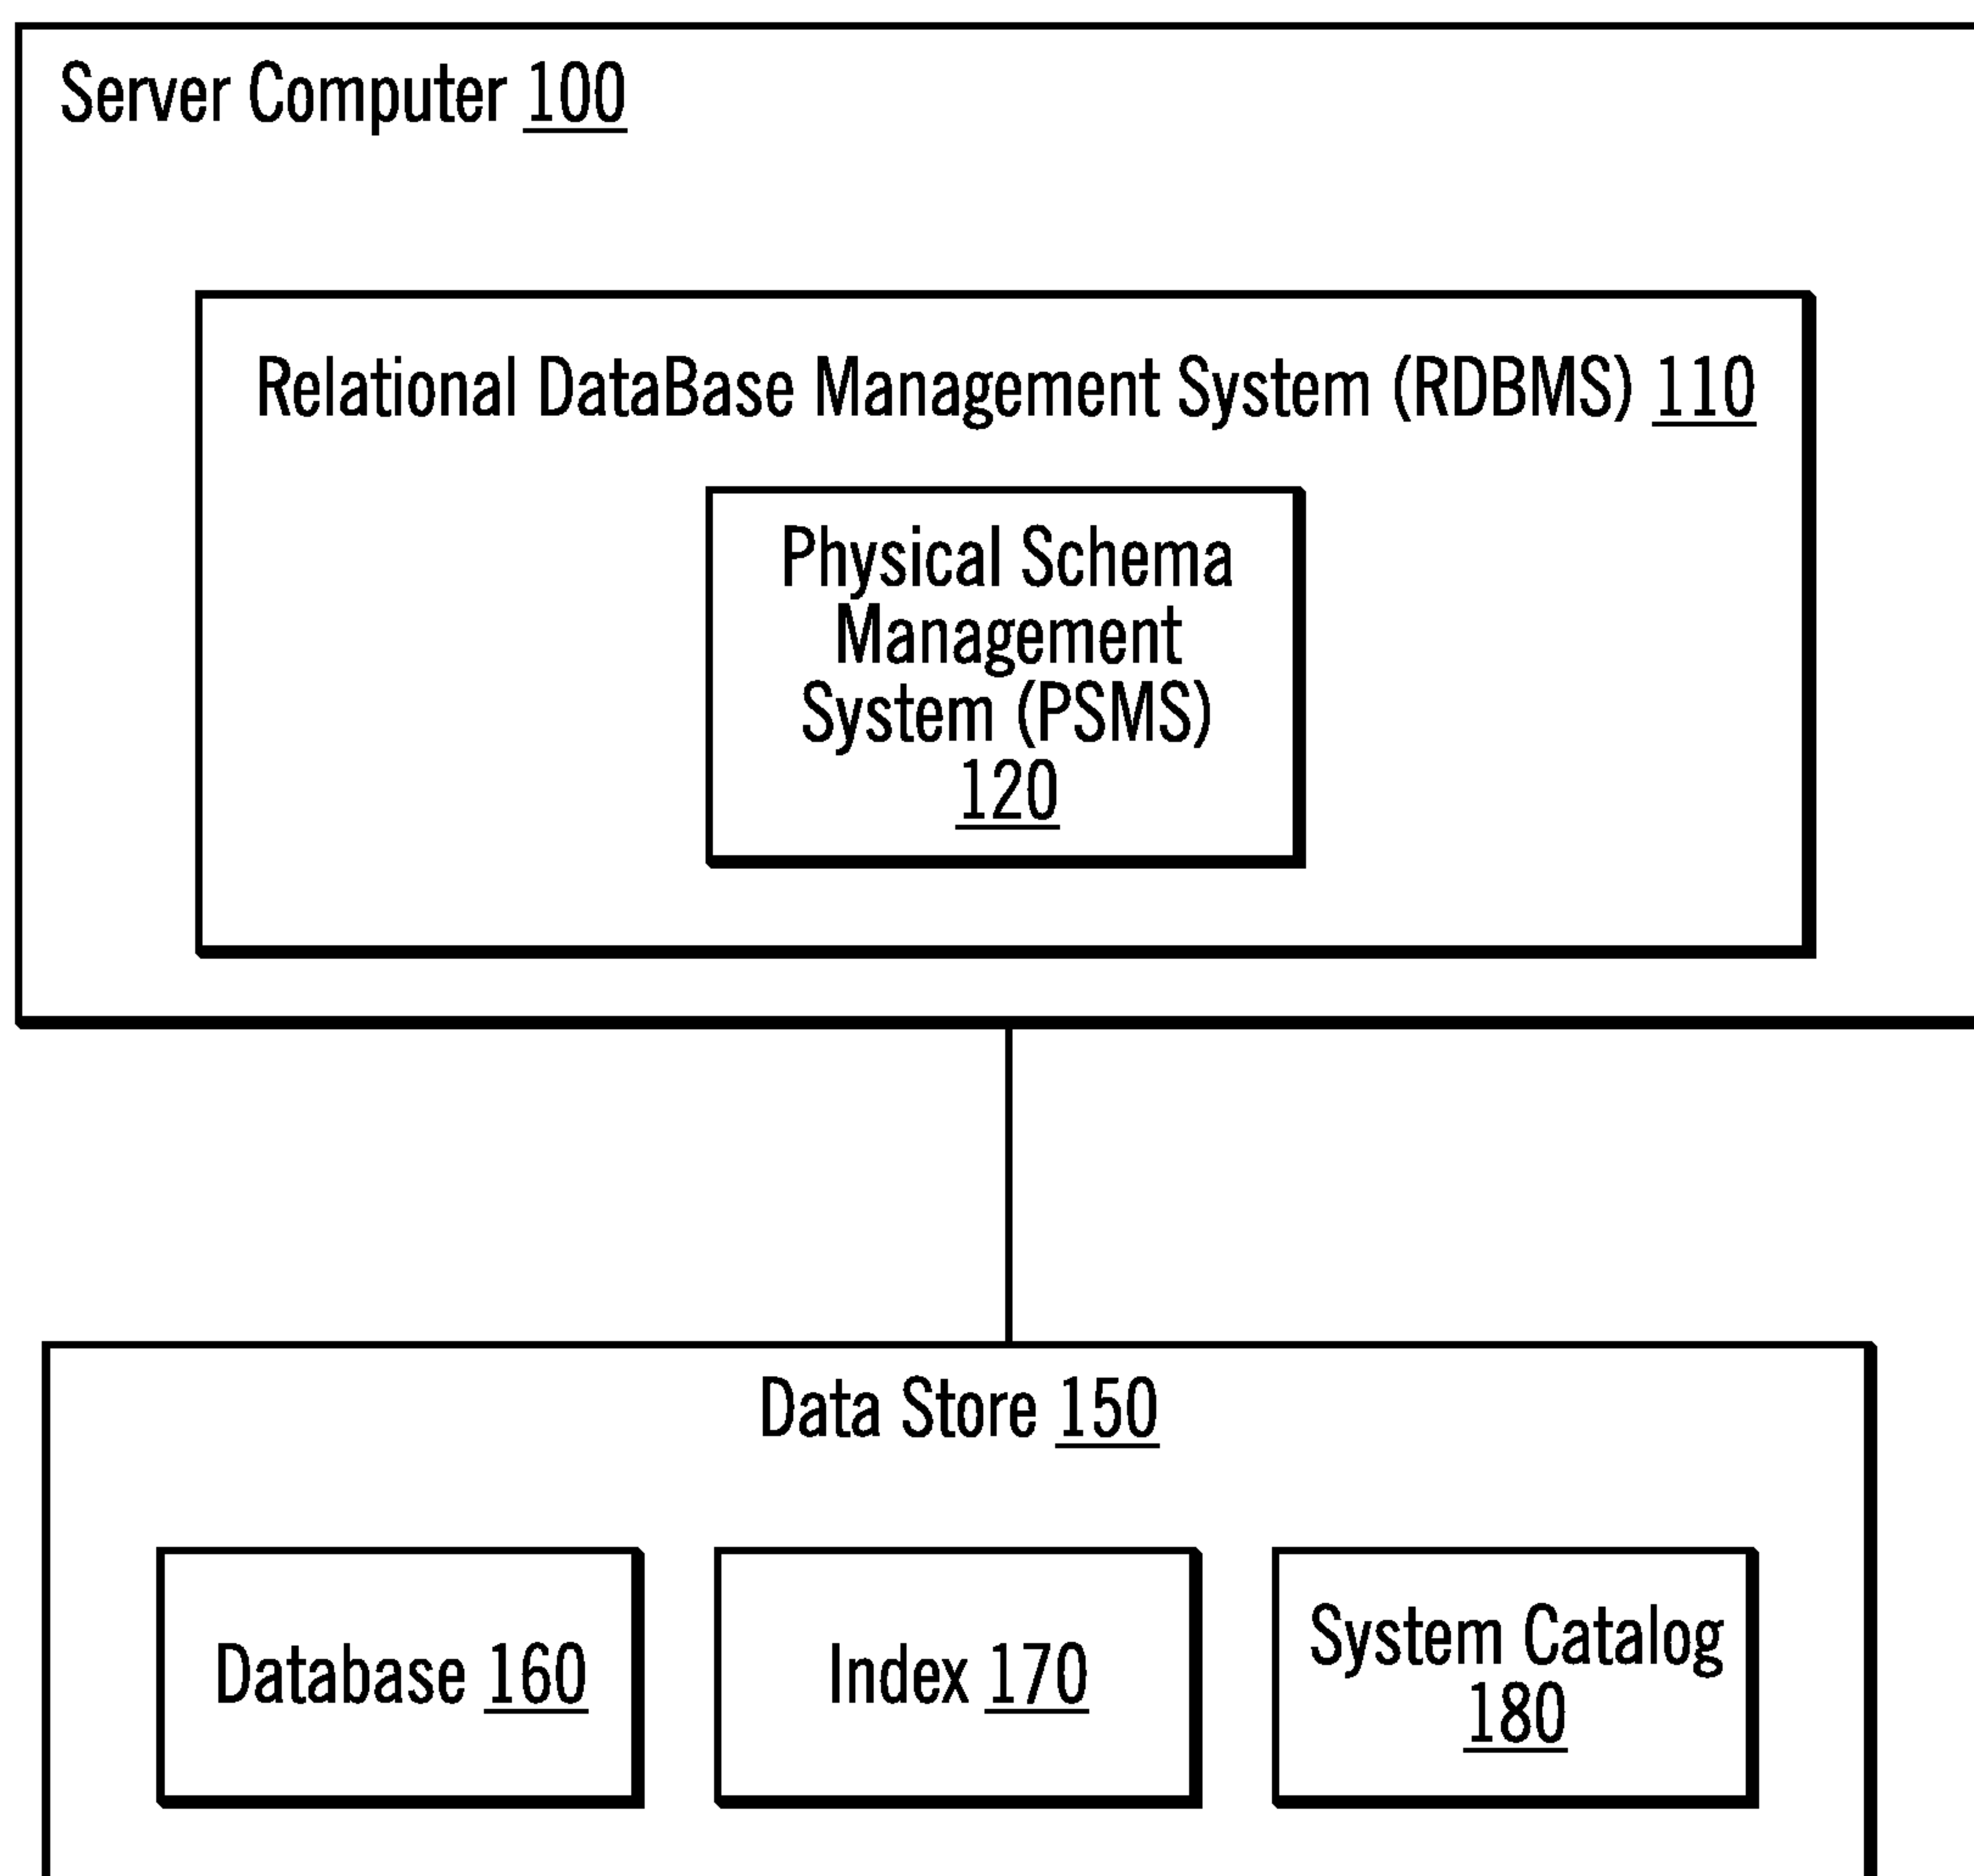 Server Computer 100
Relational DataBase Management System (RDBMS) 110
Physical Schema
Management
System (PSMS)
120
Data Store 150
Database 160
Index 170
System Catalog
180